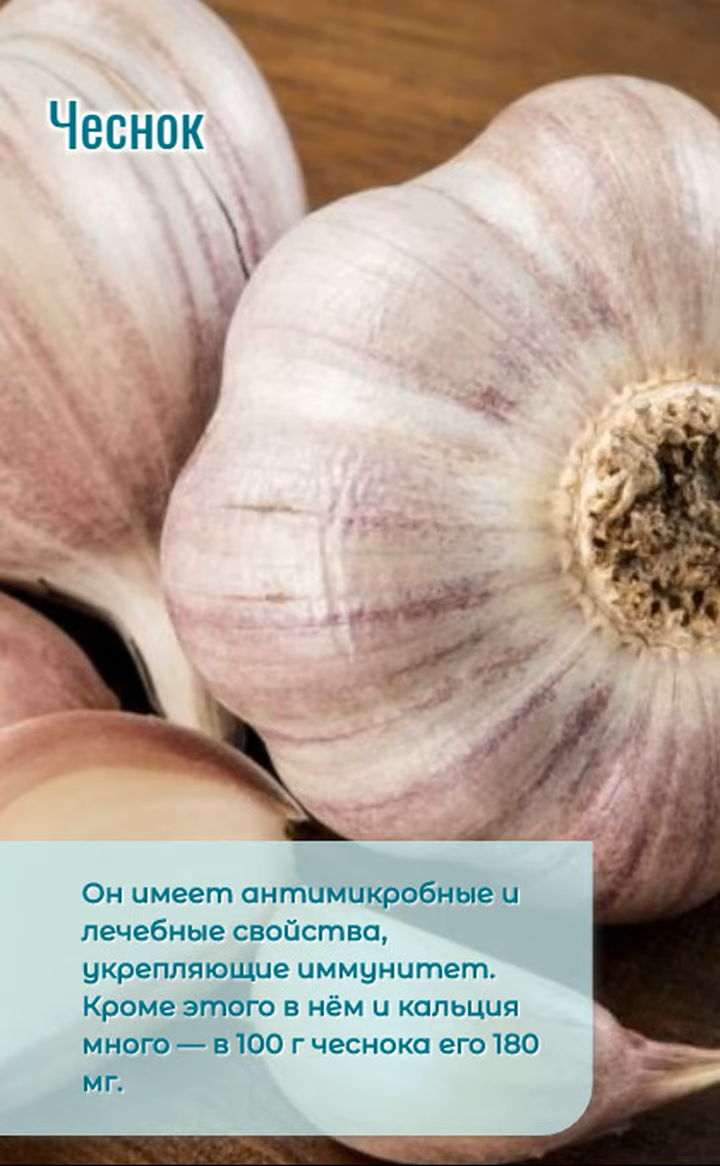 Чеснок
Он имеет антимикробные и
лечебные свойства,
укрепляющие иммунитет.
Кроме этого в нём и кальция
много — в 100 г чеснока его 180
мг.